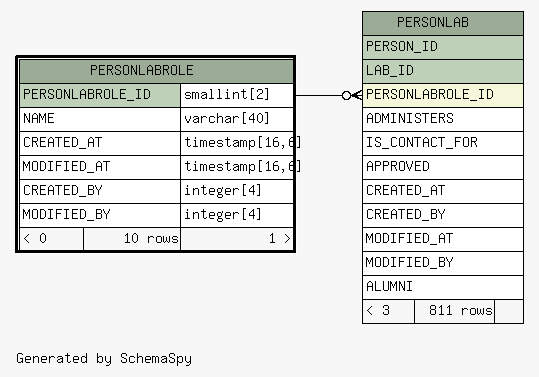 PERSONLABROLE
PERSONLABROLE_ID smallint[2]
NAME varchar[40]
CREATED_AT timestamp[16,6]
MODIFIED_AT timestamp[16,6]
CREATED_BY integer[4]
MODIFIED_BY integer[4]
< 0 10 rows 1 >
PERSONLAB
PERSON_ID
LAB_ID
PERSONLABROLE_ID
ADMINISTERS
IS_CONTACT_FOR
APPROVED
CREATED_AT
CREATED_BY
MODIFIED_AT
MODIFIED_BY
ALUMNI
< 3 811 rows
Generated by SchemaSpy